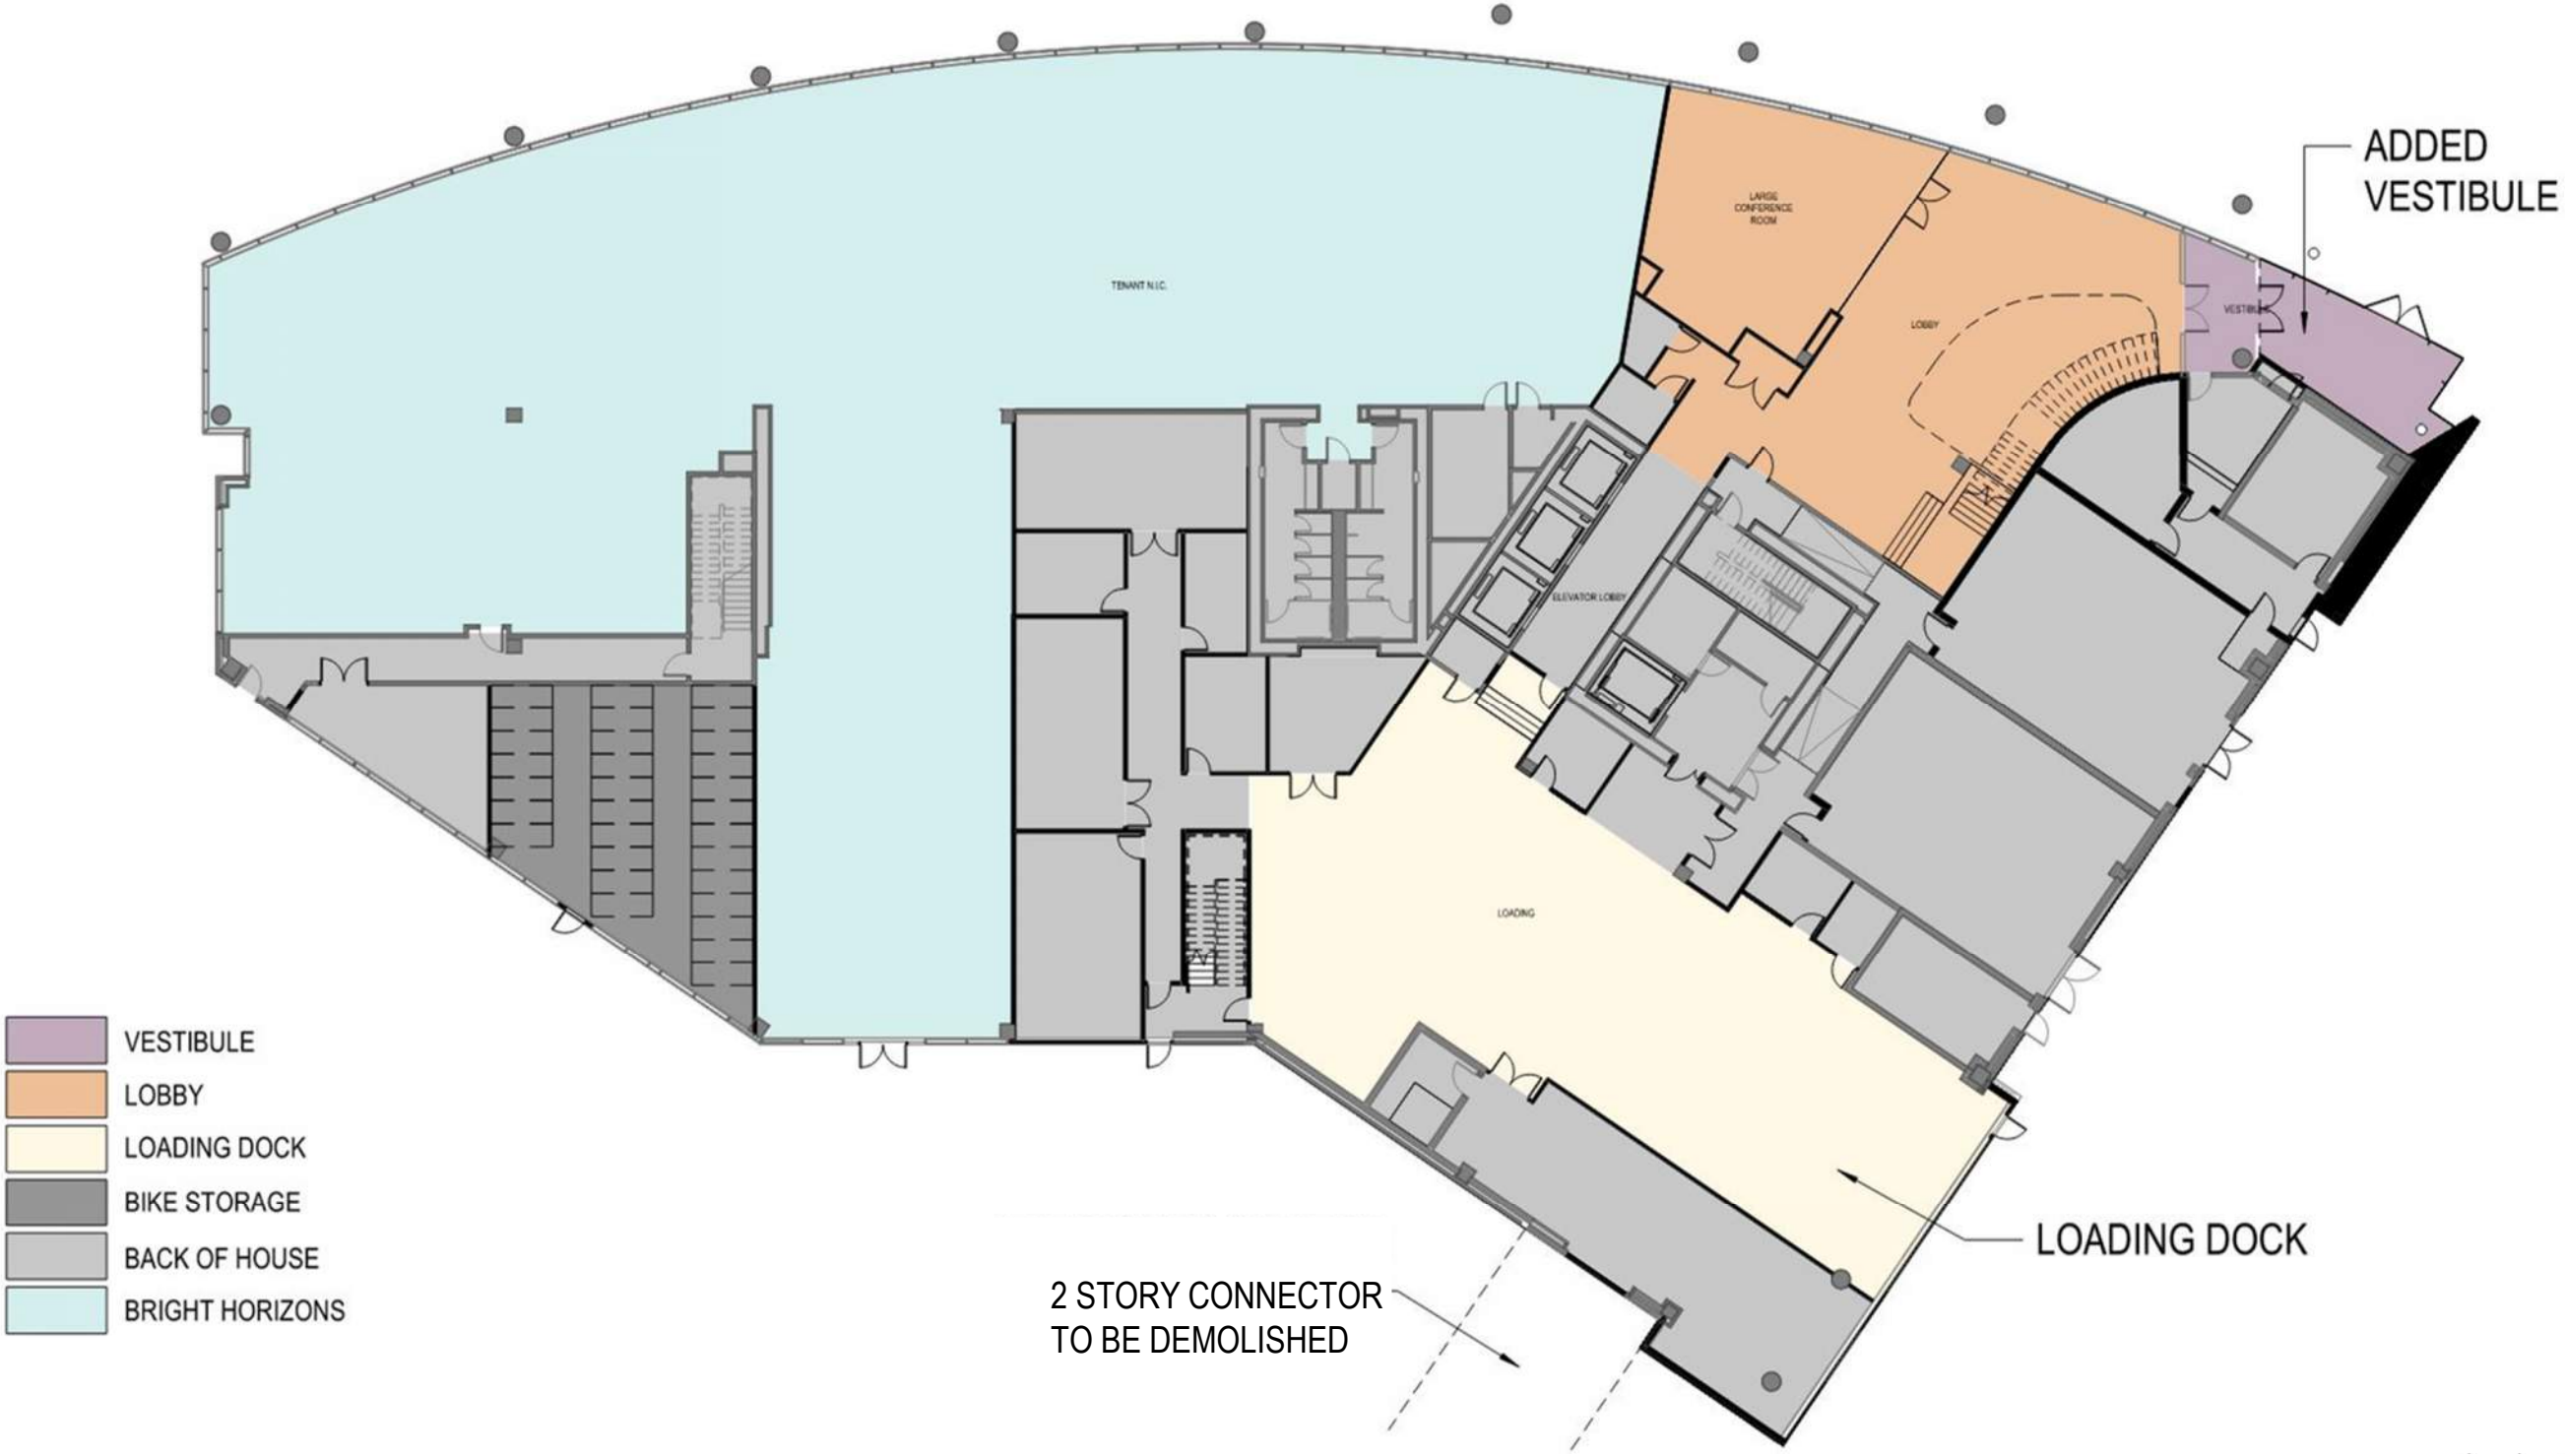 ADDED
VESTIBULE
LARGE
CONFERENCE
ROOM
TENANT N.I.C.
LOBBY
VESTIBULE
ELEVATOR LOBBY
LOADING
VESTIBULE
LOBBY
LOADING DOCK
BIKE STORAGE
BACK OF HOUSE
BRIGHT HORIZONS
LOADING DOCK
2 STORY CONNECTOR
TO BE DEMOLISHED